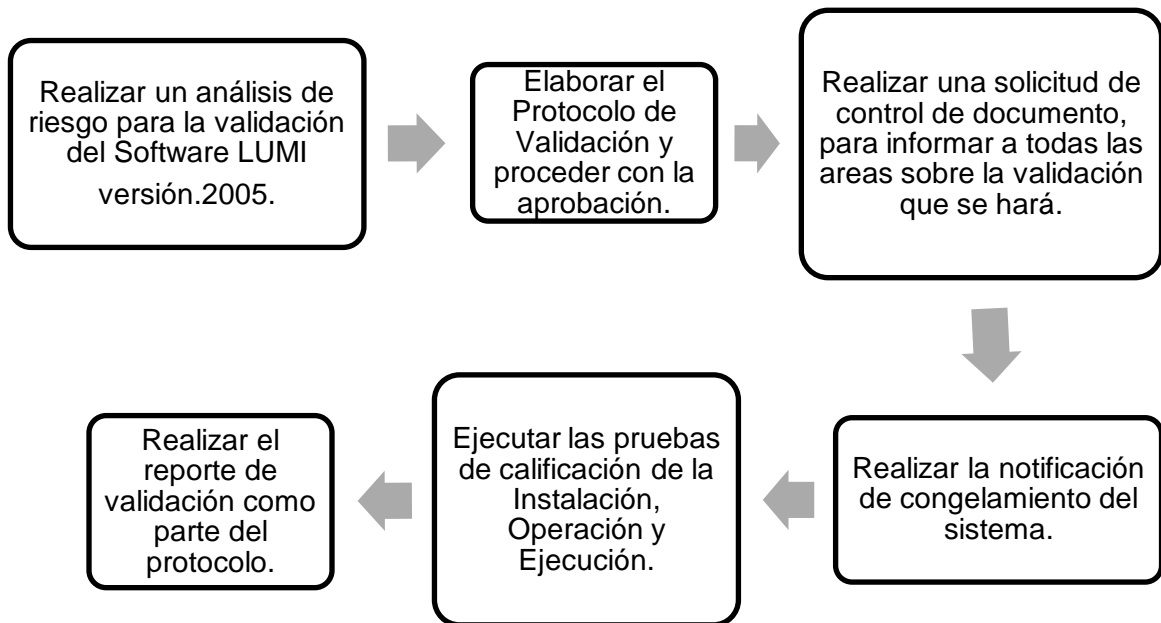 Realizar un análisis de
riesgo para la validación
del Software LUMI
versión.2005.
Elaborar el
Protocolo de
Validación y
proceder con la
aprobación.
Realizar una solicitud de
control de documento,
para informar a todas las
areas sobre la validación
que se hará.
Realizar la notificación
de congelamiento del
sistema.
Ejecutar las pruebas
de calificación de la
Instalación,
Operación y
Ejecución.
Realizar el
reporte de
validación como
parte del
protocolo.